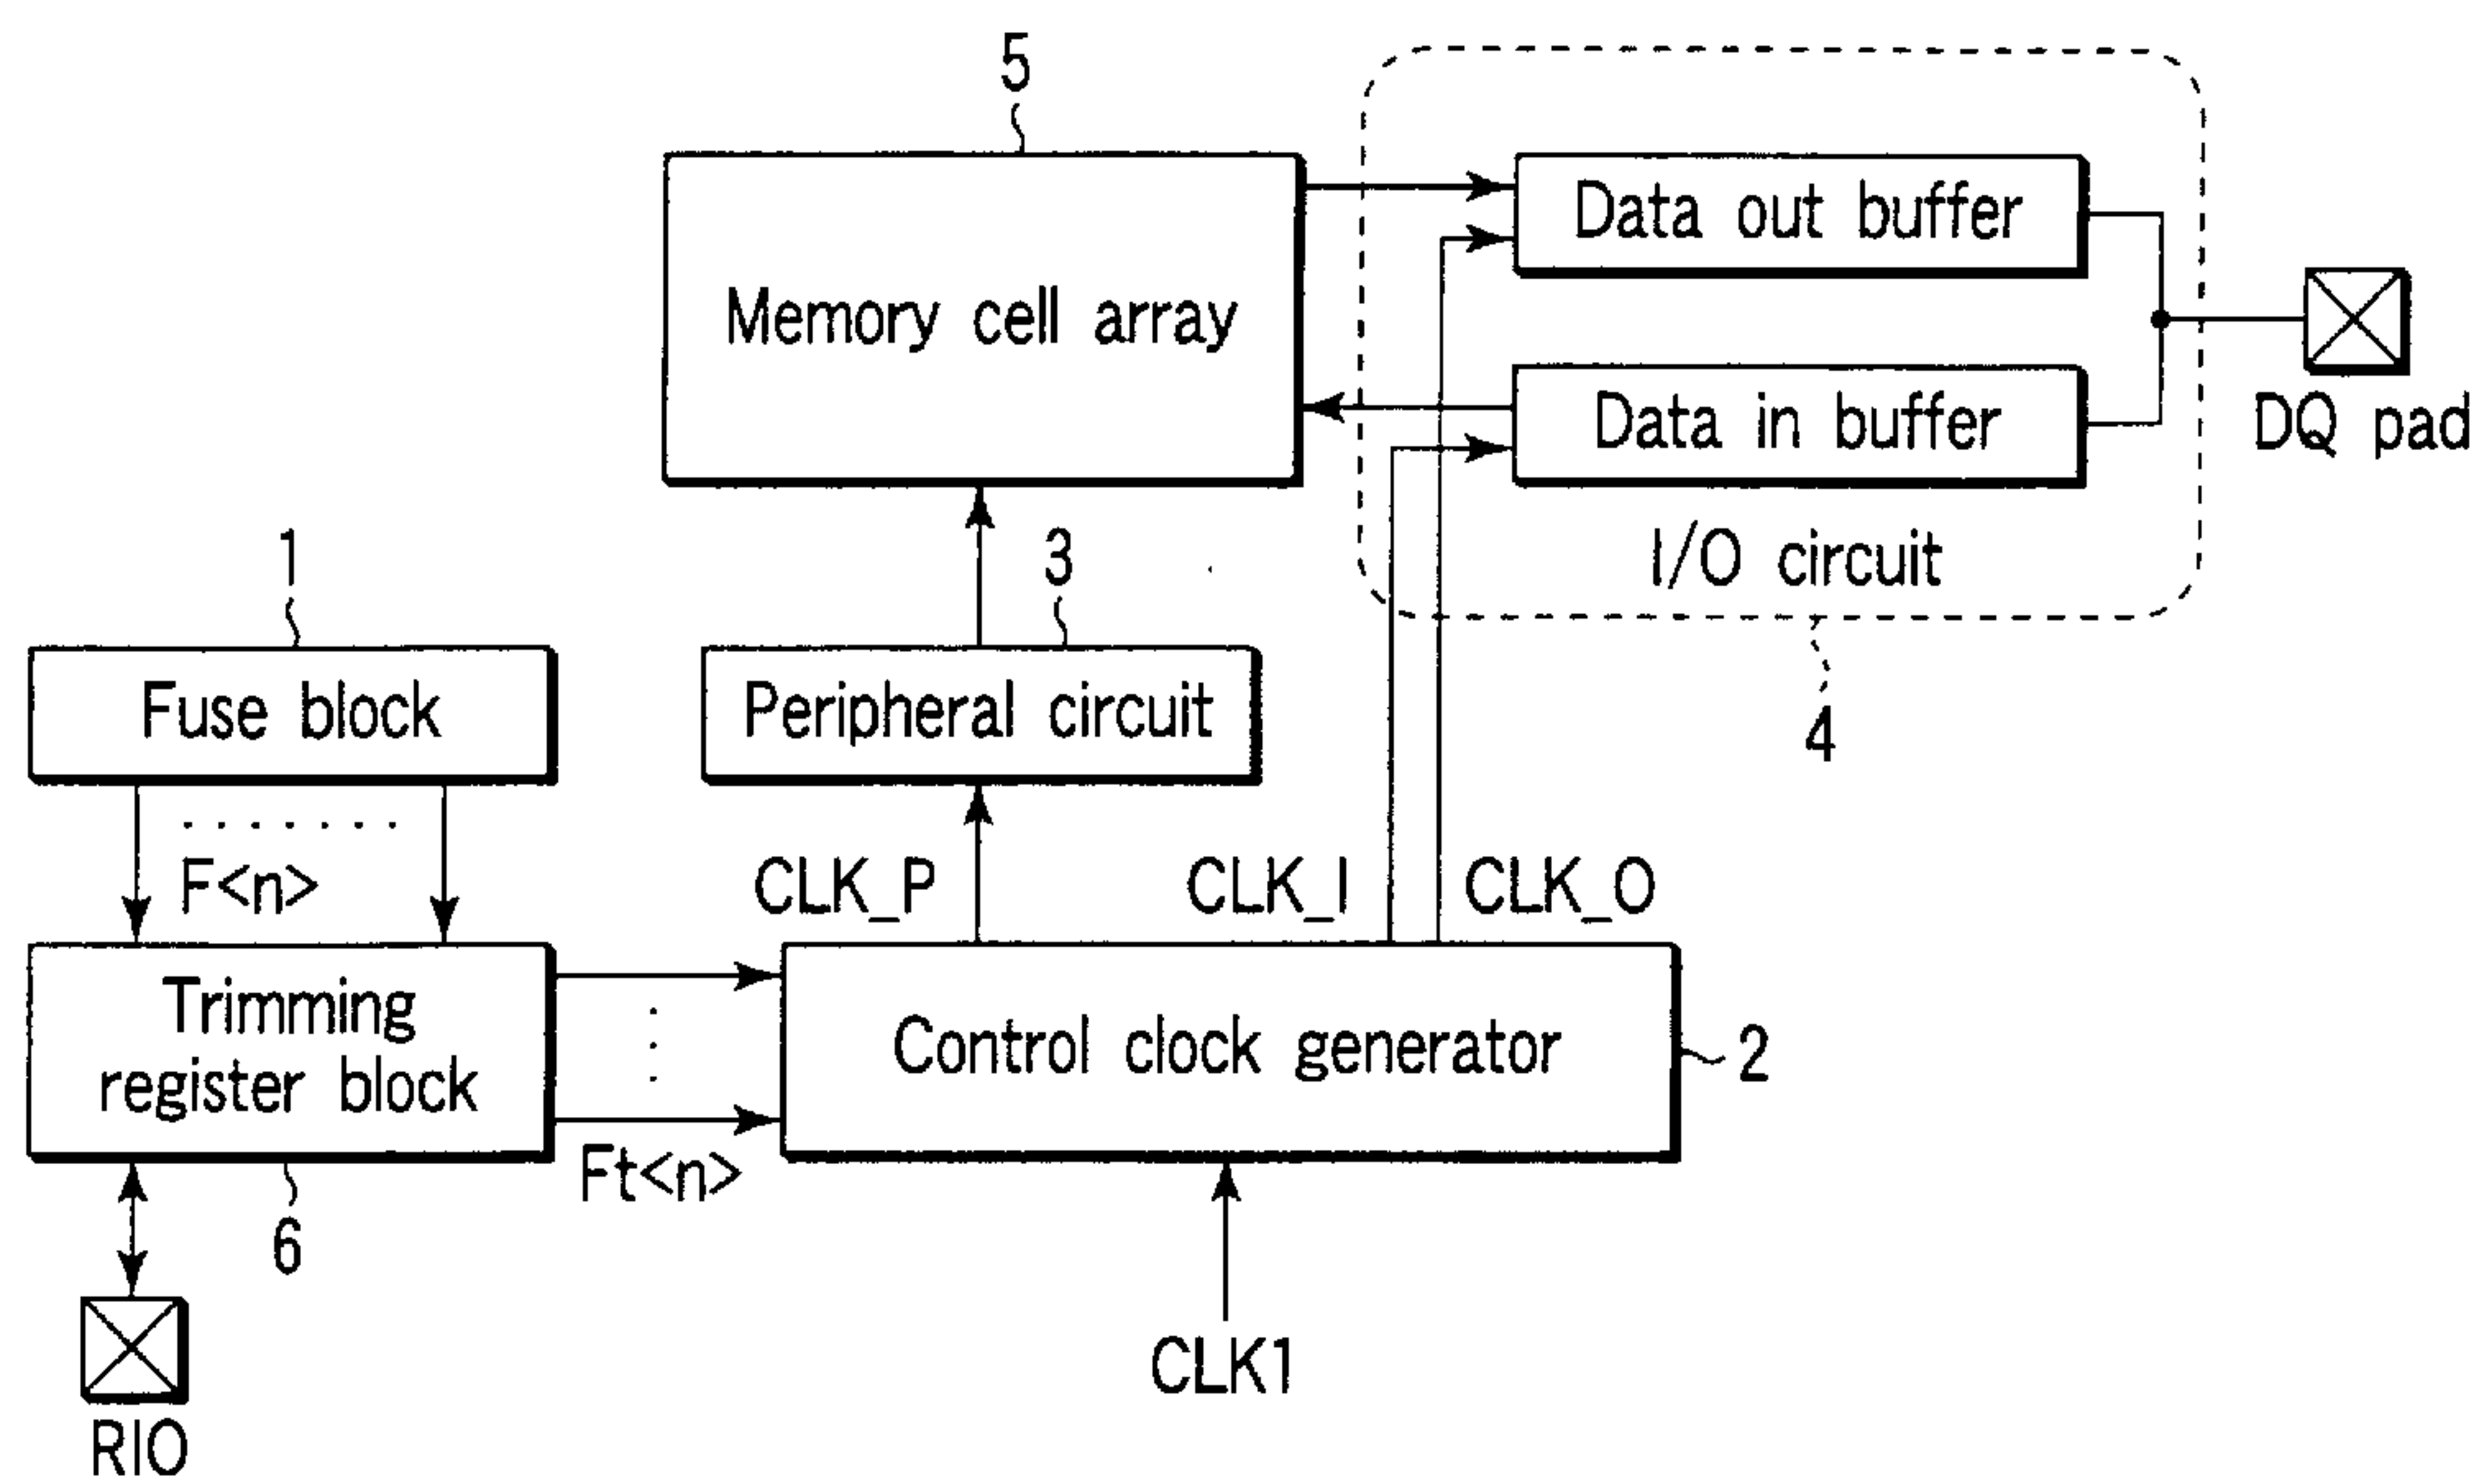 5
Data out buffer
Memory cell array
Data in buffer
DQ pad
I/O circuit
1
3
4
Fuse block
Peripheral circuit
F<n>
CLK_P
CLK_I
CLK_O
Trimming
register block
Control clock generator
2
Ft<n>
6
CLK1
RIO